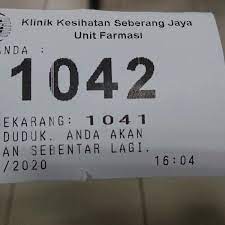 Klinik Kesihatan Seberang Jaya
Unit Farmasi
ANDA :
1042
SEKARANG: 1041
DUDUK. ANDA AKAN
AN SEBENTAR LAGI.
/2020 16:04